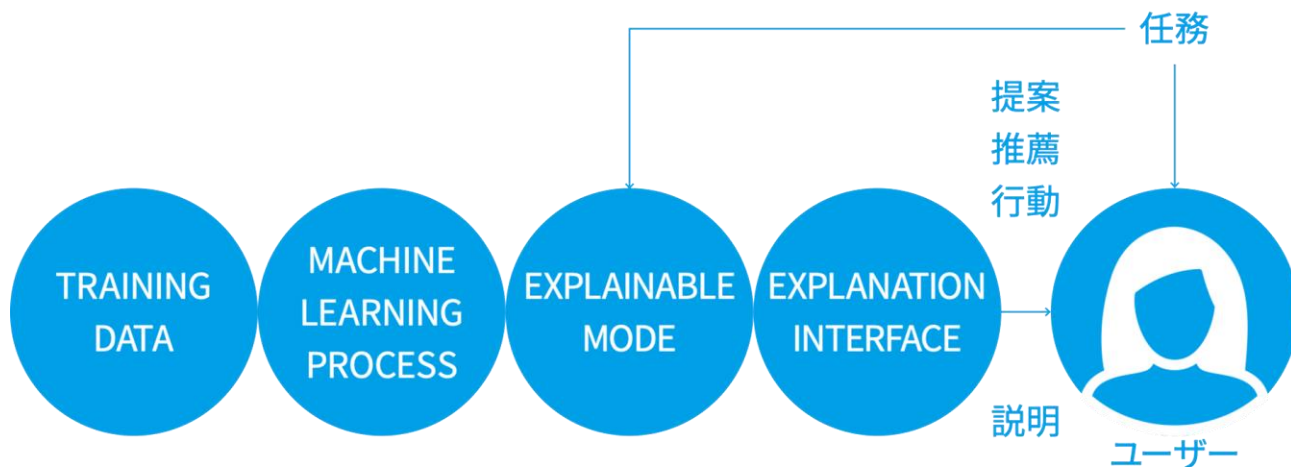 任務
提案
推薦
行動
TRAINING
DATA
MACHINE
LEARNING
PROCESS
EXPLAINABLE
MODE
EXPLANATION
INTERFACE
説明
ユーザー